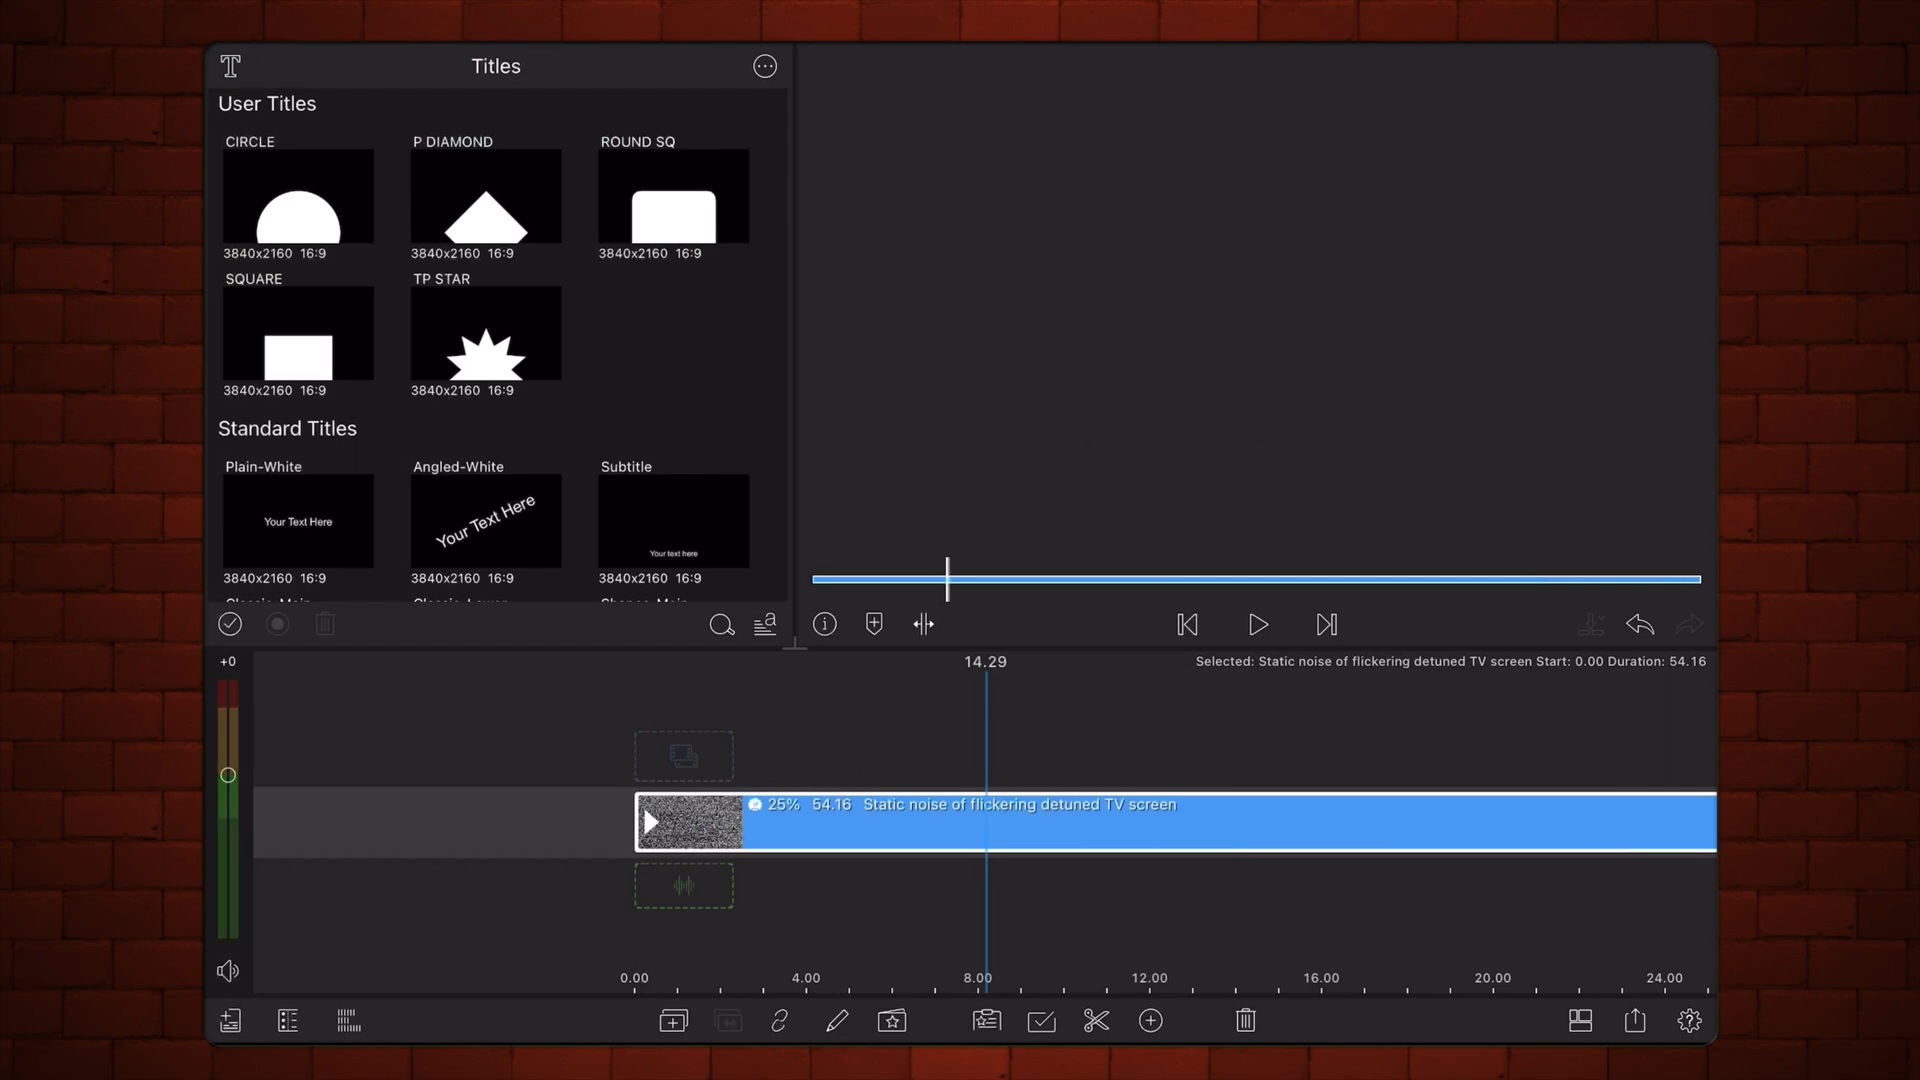 Titles
User Titles
CIRCLE
P DIAMOND
ROUND SQ
3840x2160 16:9
3840x2160 16:9
3840x2160 16:9
SQUARE
TP STAR
3840x2160 16:9
3840x2160 16:9
Standard Titles
Plain-White
Angled-White
Subtitle
Your Text Here
Your Text Here
Your text here
3840x2160 16:9
3840x2160 16:9
3840x2160 16:9
+0
14.29
Selected: Static noise of flickering detuned TV screen Start: 0.00 Duration: 54.16
25% 54.16 Static noise of flickering detuned TV screen
0.00 4.00 8.00 12.00 16.00 20.00 24.00